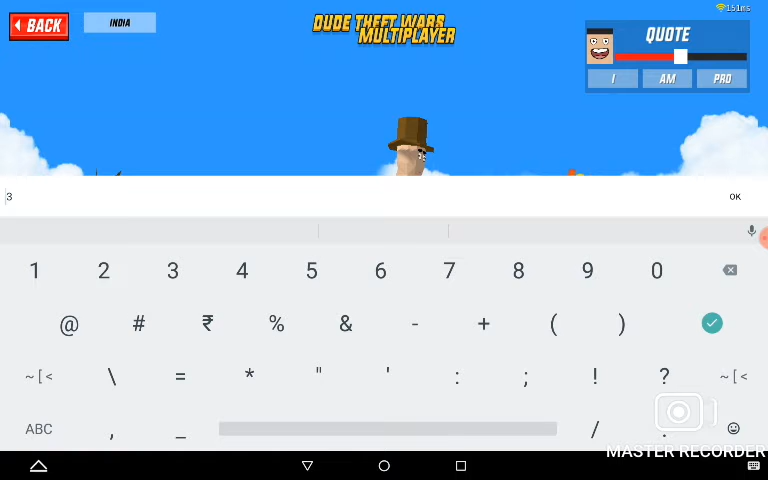 BACK
INDIA
DUDE THEFT WARS
MULTIPLAYER
151ms
QUOTE
I AM PRO
3
OK
1 2 3 4 5 6 7 8 9 0
@ # ₹ % & - + ( )
~ [ < \ = * " ' : ; ! ? ~ [ <
ABC , _ / .
MASTER RECORDER